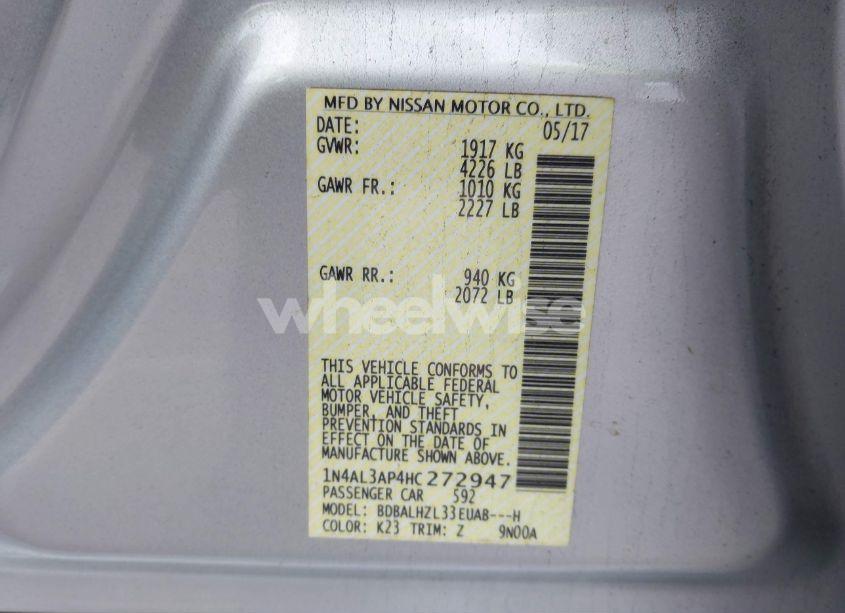 MFD BY NISSAN MOTOR CO., LTD.
DATE: 05/17
GVWR: 1917 KG
4226 LB
GAWR FR.: 1010 KG
2227 LB
GAWR RR.: 940 KG
2072 LB
wheelwise
THIS VEHICLE CONFORMS TO
ALL APPLICABLE FEDERAL
MOTOR VEHICLE SAFETY,
BUMPER, AND THEFT
PREVENTION STANDARDS IN
EFFECT ON THE DATE OF
MANUFACTURE SHOWN ABOVE.
1N4AL3AP4HC272947
PASSENGER CAR 592
MODEL: BDBALHZL33EUAB---H
COLOR: K23 TRIM: Z 9N00A